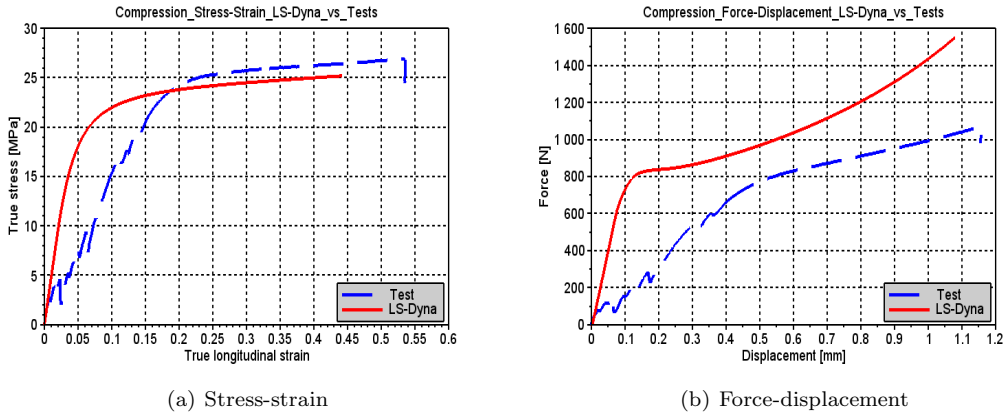 Compression_Stress-Strain_LS-Dyna_vs_Tests
30
25
20
15
10
5
0
True stress [MPa]
0 0.05 0.1 0.15 0.2 0.25 0.3 0.35 0.4 0.45 0.5 0.55 0.6
True longitudinal strain
Test
LS-Dyna
(a) Stress-strain
Compression_Force-Displacement_LS-Dyna_vs_Tests
1 600
1 400
1 200
1 000
800
600
400
200
0
Force [N]
0 0.1 0.2 0.3 0.4 0.5 0.6 0.7 0.8 0.9 1 1.1 1.2
Displacement [mm]
Test
LS-Dyna
(b) Force-displacement